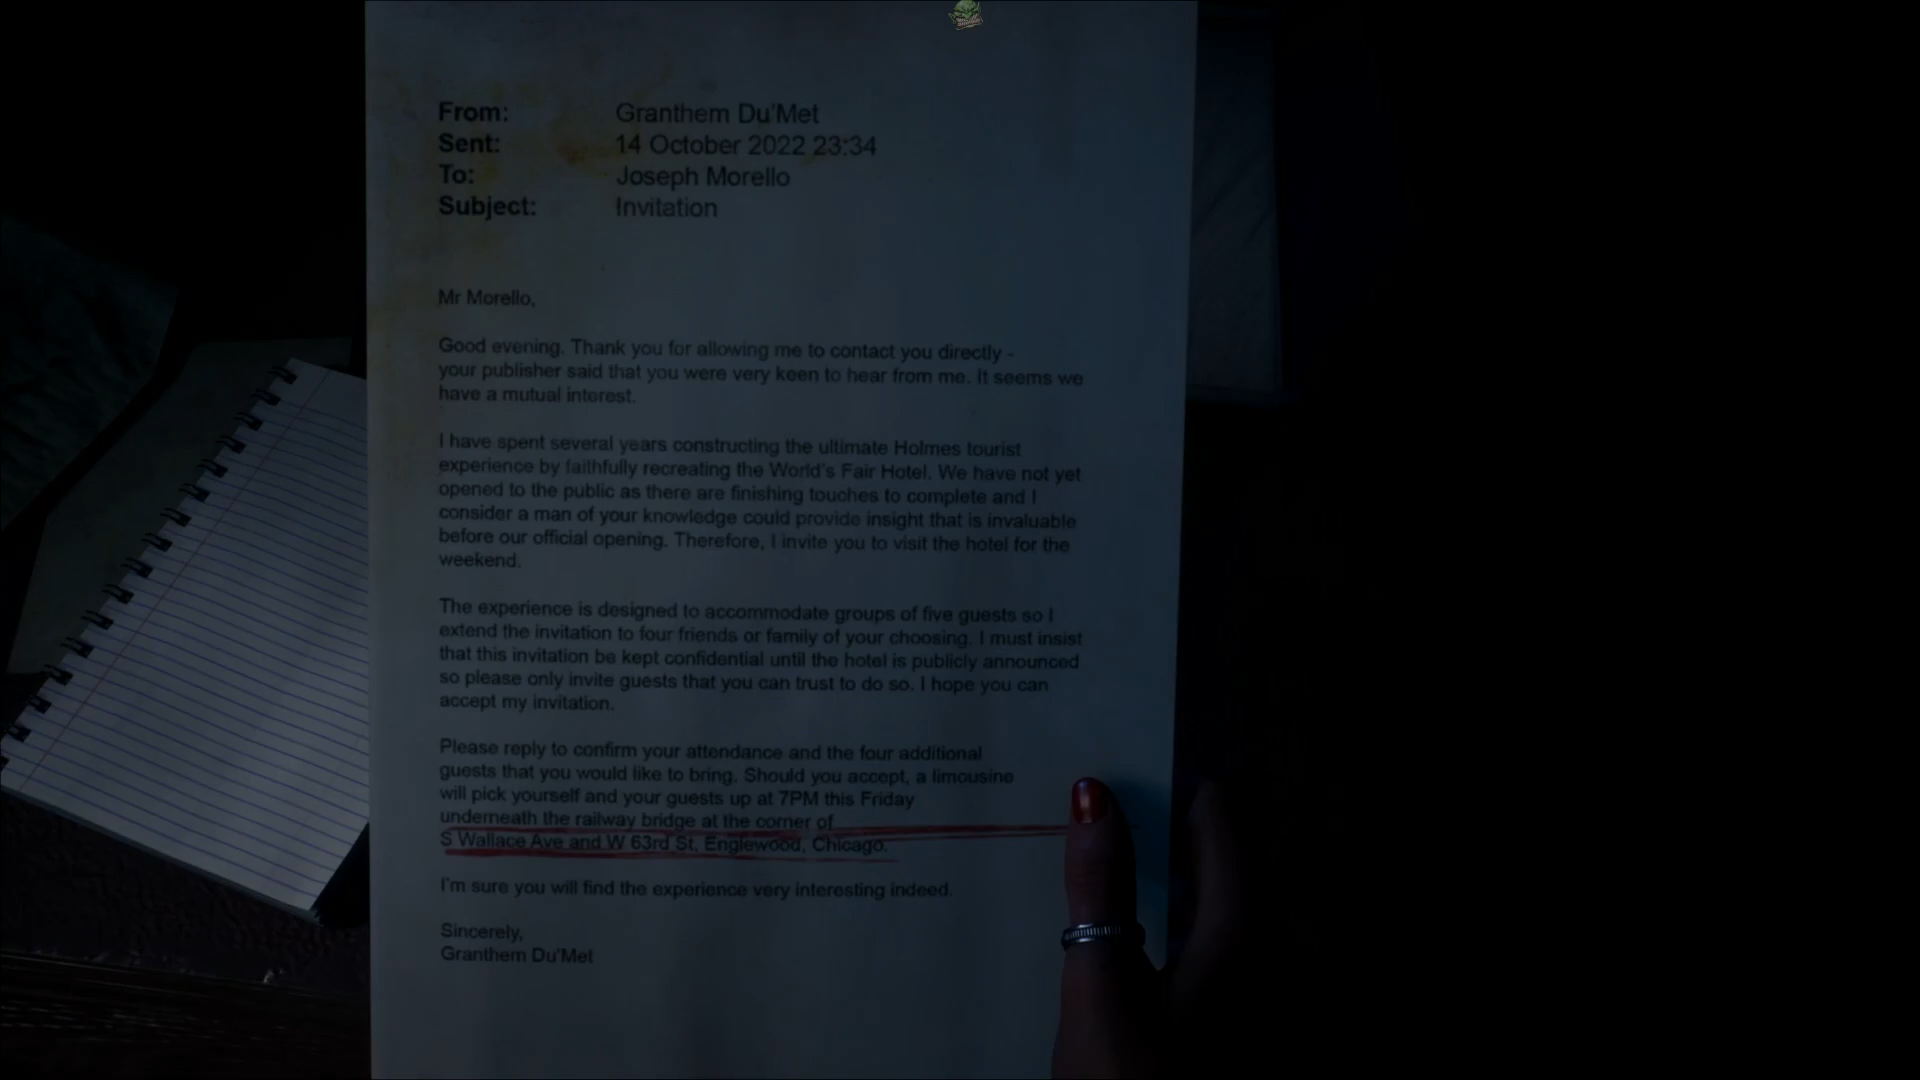 From: Granthem Du'Met
Sent: 14 October 2022 23:34
To: Joseph Morello
Subject: Invitation
Mr Morello,
Good evening. Thank you for allowing me to contact you directly -
your publisher said that you were very keen to hear from me. It seems we
have a mutual interest.
I have spent several years constructing the ultimate Holmes tourist
experience by faithfully recreating the World's Fair Hotel. We have not yet
opened to the public as there are finishing touches to complete and I
consider a man of your knowledge could provide insight that is invaluable
before our official opening. Therefore, I invite you to visit the hotel for the
weekend.
The experience is designed to accommodate groups of five guests so I
extend the invitation to four friends or family of your choosing. I must insist
that this invitation be kept confidential until the hotel is publicly announced
so please only invite guests that you can trust to do so. I hope you can
accept my invitation.
Please reply to confirm your attendance and the four additional
guests that you would like to bring. Should you accept, a limousine
will pick yourself and your guests up at 7PM this Friday
underneath the railway bridge at the corner of
S Wallace Ave and W 63rd St, Englewood, Chicago.
I'm sure you will find the experience very interesting indeed.
Sincerely,
Granthem Du'Met